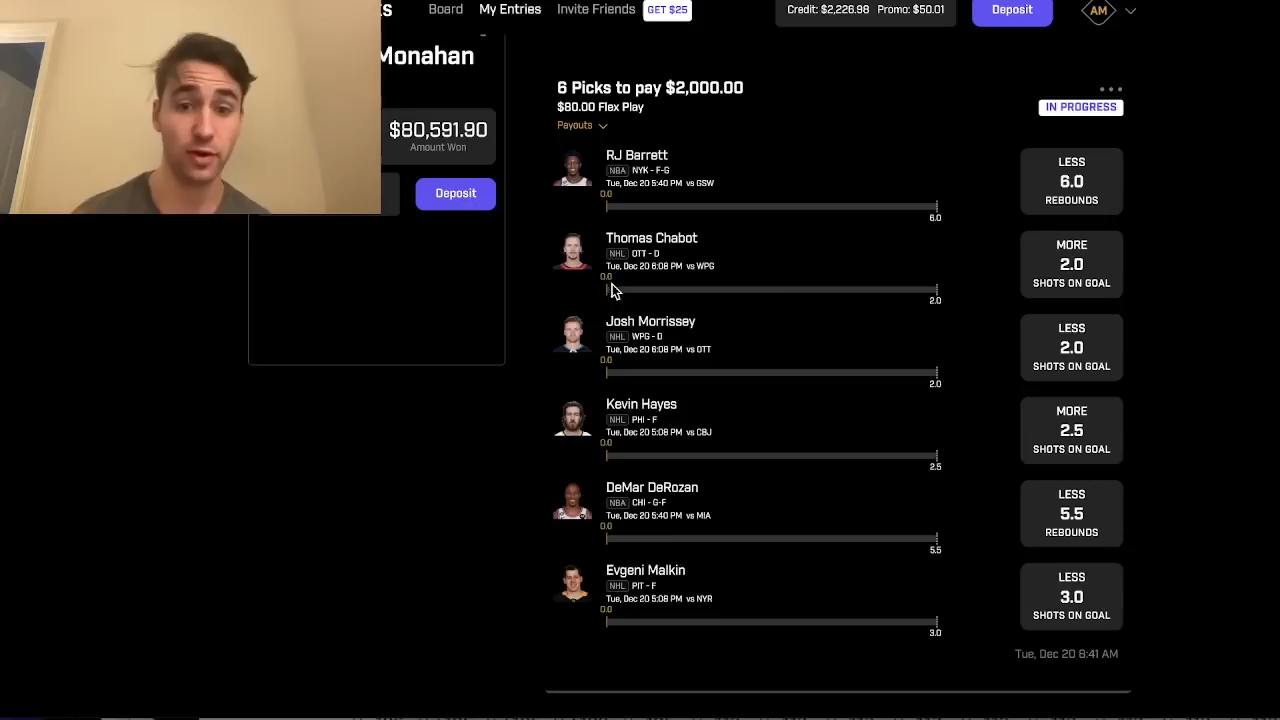 ES Board My Entries Invite Friends GET $25 Credit: $2,226.98 Promo: $50.01 Deposit AM
Monahan
$80,591.90
Amount Won
Deposit
6 Picks to pay $2,000.00
$80.00 Flex Play
IN PROGRESS
Payouts
RJ Barrett
NBA NYK - F-G
Tue, Dec 20 5:40 PM vs GSW
0.0
6.0
LESS
6.0
REBOUNDS
Thomas Chabot
NHL OTT - D
Tue, Dec 20 6:08 PM vs WPG
0.0
2.0
MORE
2.0
SHOTS ON GOAL
Josh Morrissey
NHL WPG - D
Tue, Dec 20 6:08 PM vs OTT
0.0
2.0
LESS
2.0
SHOTS ON GOAL
Kevin Hayes
NHL PHI - F
Tue, Dec 20 5:08 PM vs CBJ
0.0
2.5
MORE
2.5
SHOTS ON GOAL
DeMar DeRozan
NBA CHI - G-F
Tue, Dec 20 5:40 PM vs MIA
0.0
5.5
LESS
5.5
REBOUNDS
Evgeni Malkin
NHL PIT - F
Tue, Dec 20 5:08 PM vs NYR
0.0
3.0
LESS
3.0
SHOTS ON GOAL
Tue, Dec 20 8:41 AM